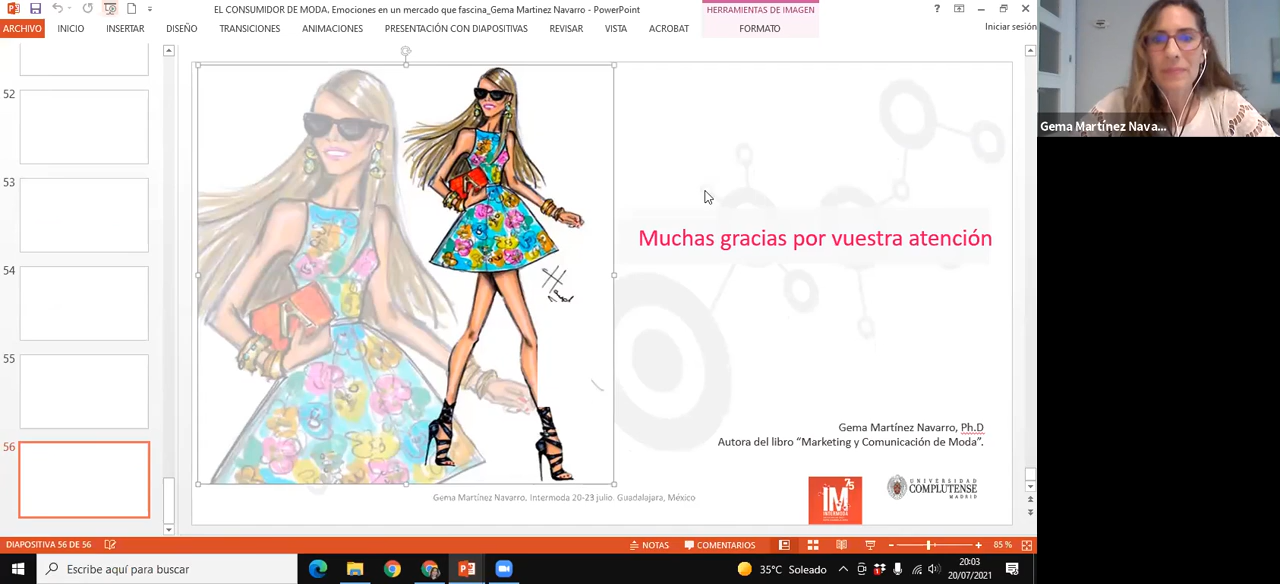 EL CONSUMIDOR DE MODA. Emociones en un mercado que fascina_Gema Martinez Navarro - PowerPoint
HERRAMIENTAS DE IMAGEN
?
ARCHIVO INICIO INSERTAR DISEÑO TRANSICIONES ANIMACIONES PRESENTACIÓN CON DIAPOSITIVAS REVISAR VISTA ACROBAT FORMATO
Iniciar sesión
52
53
54
55
56
Muchas gracias por vuestra atención
Gema Martínez Navarro, Ph.D
Autora del libro “Marketing y Comunicación de Moda”.
Gema Martínez Navarro. Intermoda 20-23 julio. Guadalajara, México
IM 75
INTERMODA
UNIVERSIDAD
COMPLUTENSE
MADRID
Gema Martínez Nava...
DIAPOSITIVA 56 DE 56
NOTAS COMENTARIOS 85 %
Escribe aquí para buscar
35°C Soleado
20:03
20/07/2021